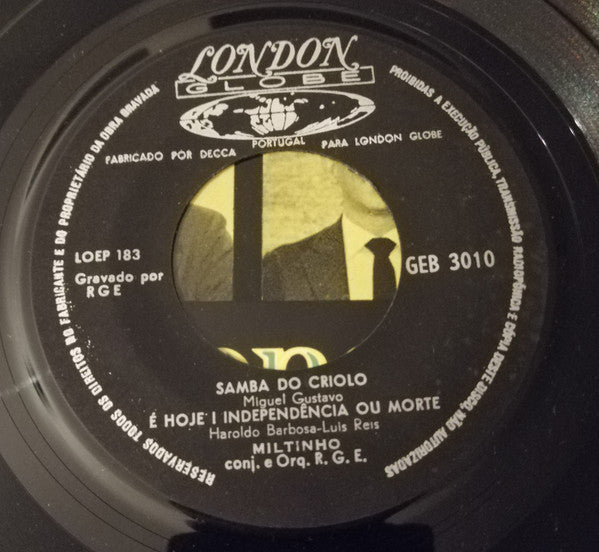 LONDON
GLOBE
FABRICADO POR DECCA PORTUGAL PARA LONDON GLOBE
RESERVADOS TODOS OS DIREITOS DO FABRICANTE E DO PROPRIETÁRIO DA OBRA GRAVADA
PROIBIDAS A EXECUÇÃO PÚBLICA, TRANSMISSÃO RADIOFÓNICA E CÓPIA DESTE DISCO, NÃO AUTORIZADAS
LOEP 183
Gravado por
RGE
GEB 3010
SAMBA DO CRIOLO
Miguel Gustavo
É HOJE I INDEPENDÊNCIA OU MORTE
Haroldo Barbosa-Luis Reis
MILTINHO
conj. e Orq. R. G. E.